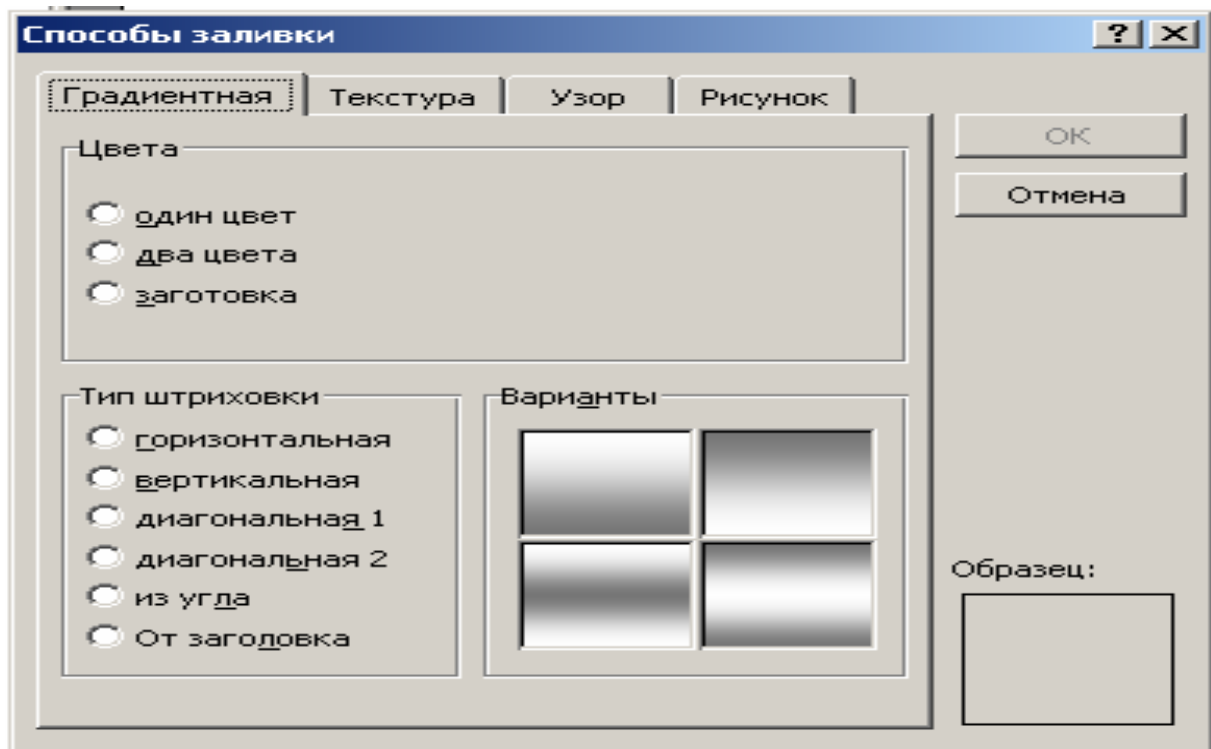 Способы заливки
Градиентная Текстура Узор Рисунок
Цвета
один цвет
два цвета
заготовка
ОК
Отмена
Тип штриховки
горизонтальная
вертикальная
диагональная 1
диагональная 2
из угла
От заголовка
Варианты
Образец: